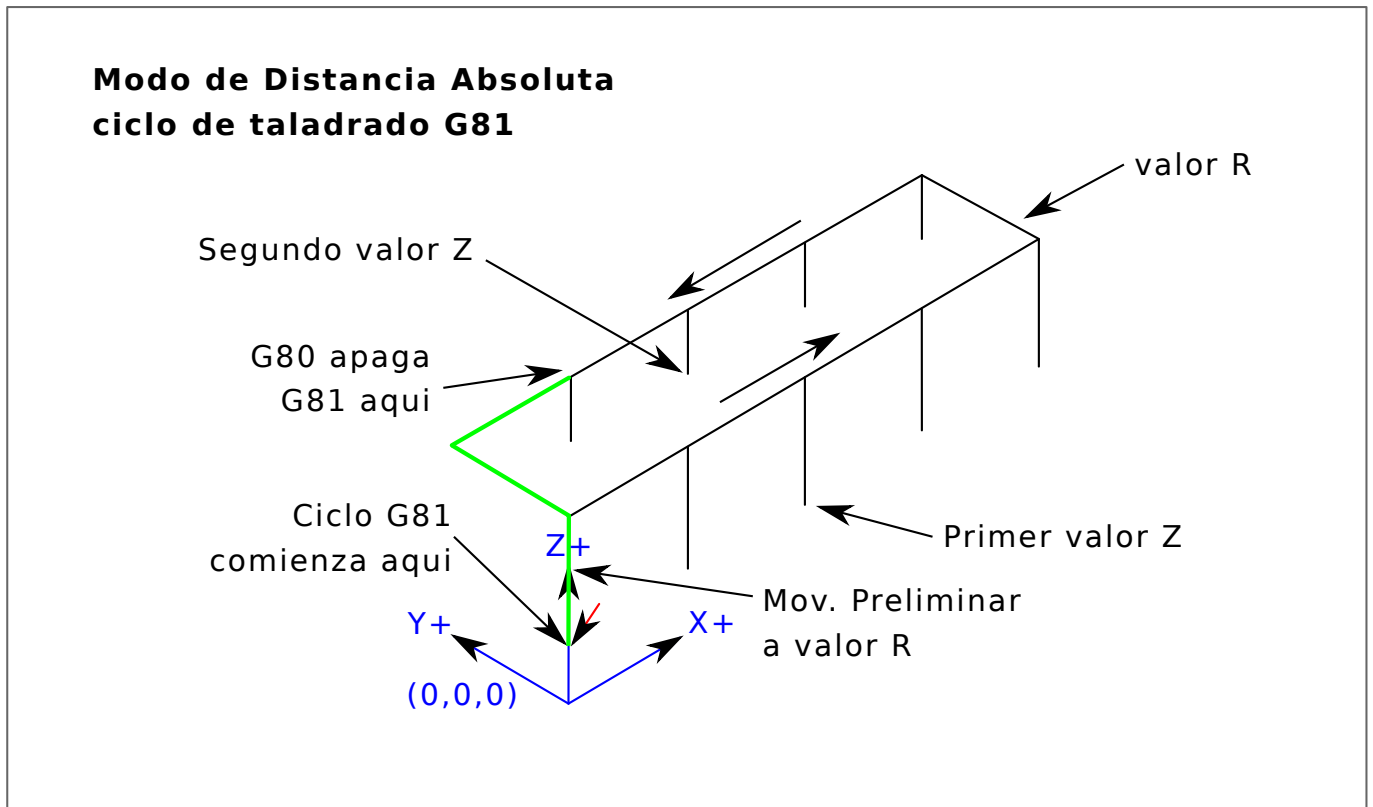 Modo de Distancia Absoluta
ciclo de taladrado G81
valor R
Segundo valor Z
G80 apaga
G81 aqui
Ciclo G81
comienza aqui
Z+
Primer valor Z
Mov. Preliminar
a valor R
Y+
X+
(0,0,0)